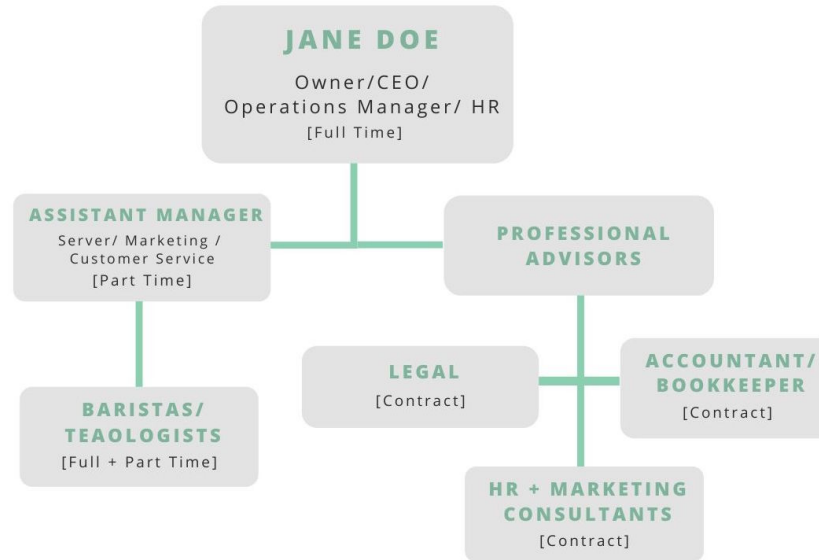 JANE DOE
Owner/CEO/
Operations Manager/ HR
[Full Time]
ASSISTANT MANAGER
Server/ Marketing /
Customer Service
[Part Time]
PROFESSIONAL
ADVISORS
BARISTAS/
TEAOLOGISTS
[Full + Part Time]
LEGAL
[Contract]
ACCOUNTANT/
BOOKKEEPER
[Contract]
HR + MARKETING
CONSULTANTS
[Contract]